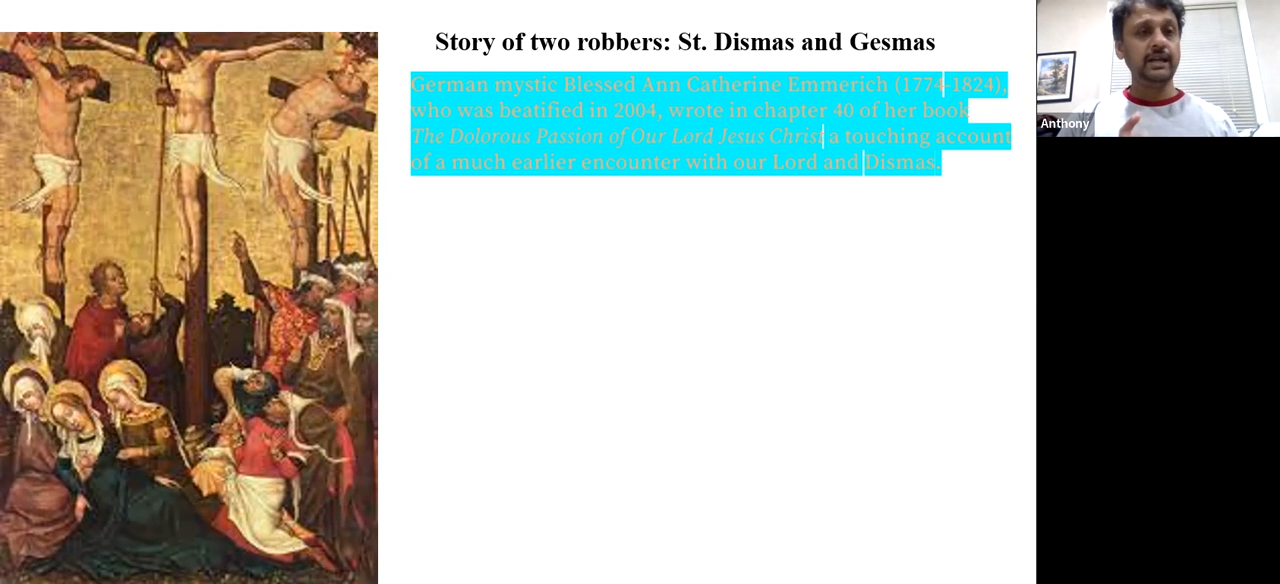 Story of two robbers: St. Dismas and Gesmas
German mystic Blessed Ann Catherine Emmerich (1774-1824),
who was beatified in 2004, wrote in chapter 40 of her book
The Dolorous Passion of Our Lord Jesus Christ a touching account
of a much earlier encounter with our Lord and Dismas.
Anthony